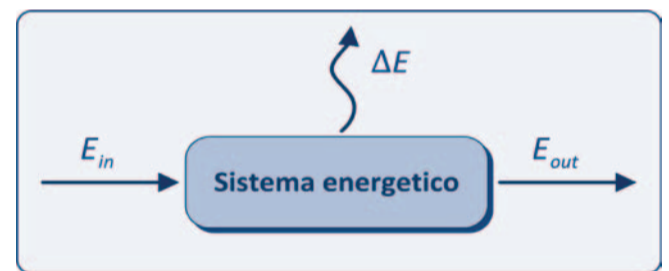 ΔE
E_in
Sistema energetico
E_out